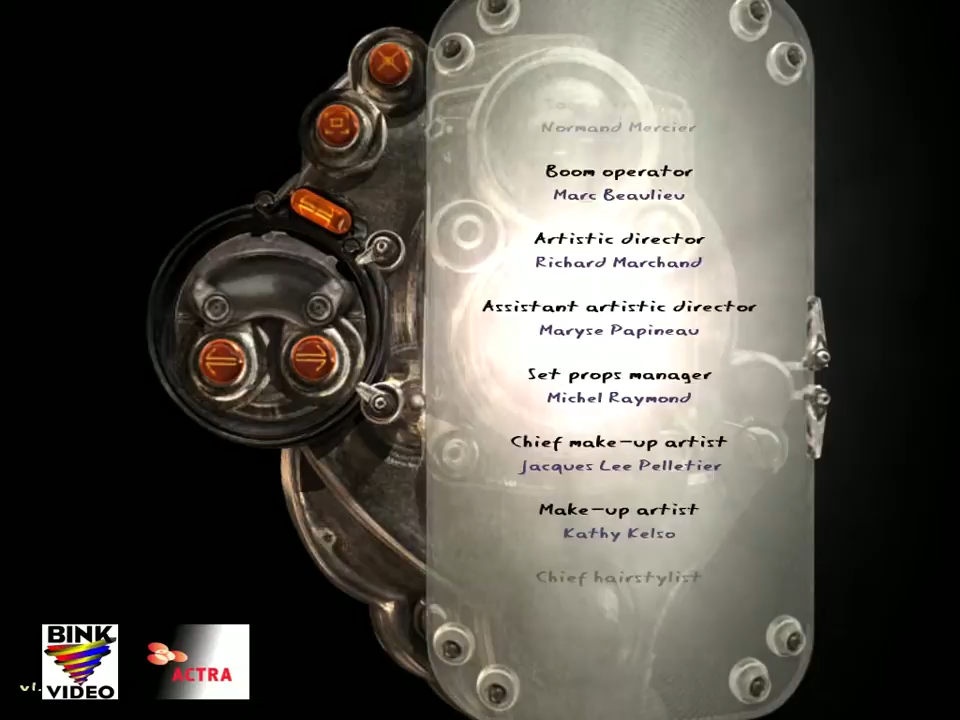 Normand Mercier
Boom operator
Marc Beaulieu
Artistic director
Richard Marchand
Assistant artistic director
Maryse Papineau
Set props manager
Michel Raymond
Chief make-up artist
Jacques Lee Pelletier
Make-up artist
Kathy Kelso
Chief hairstylist
BINK
VIDEO
ACTRA
v1.